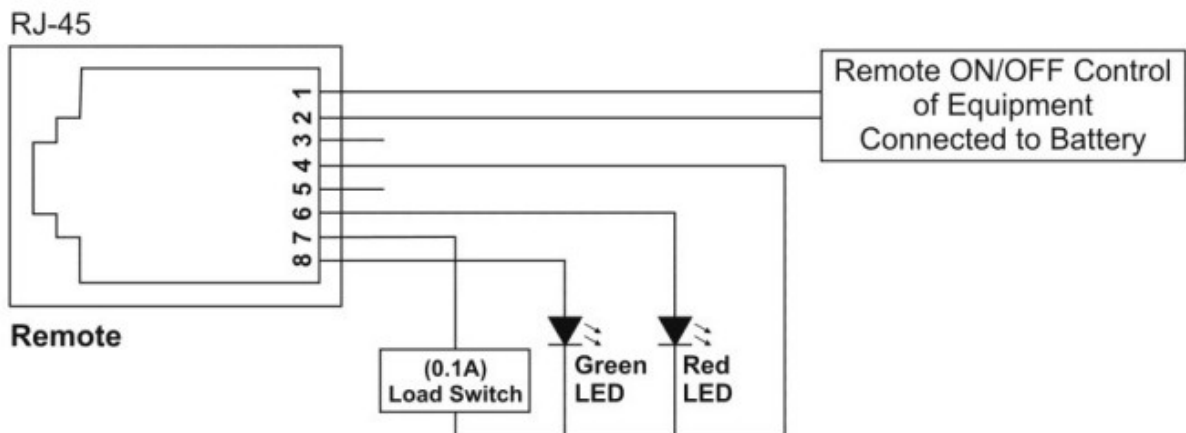 RJ-45
1
2
3
4
5
6
7
8
Remote
Remote ON/OFF Control
of Equipment
Connected to Battery
(0.1A)
Load Switch
Green
LED
Red
LED